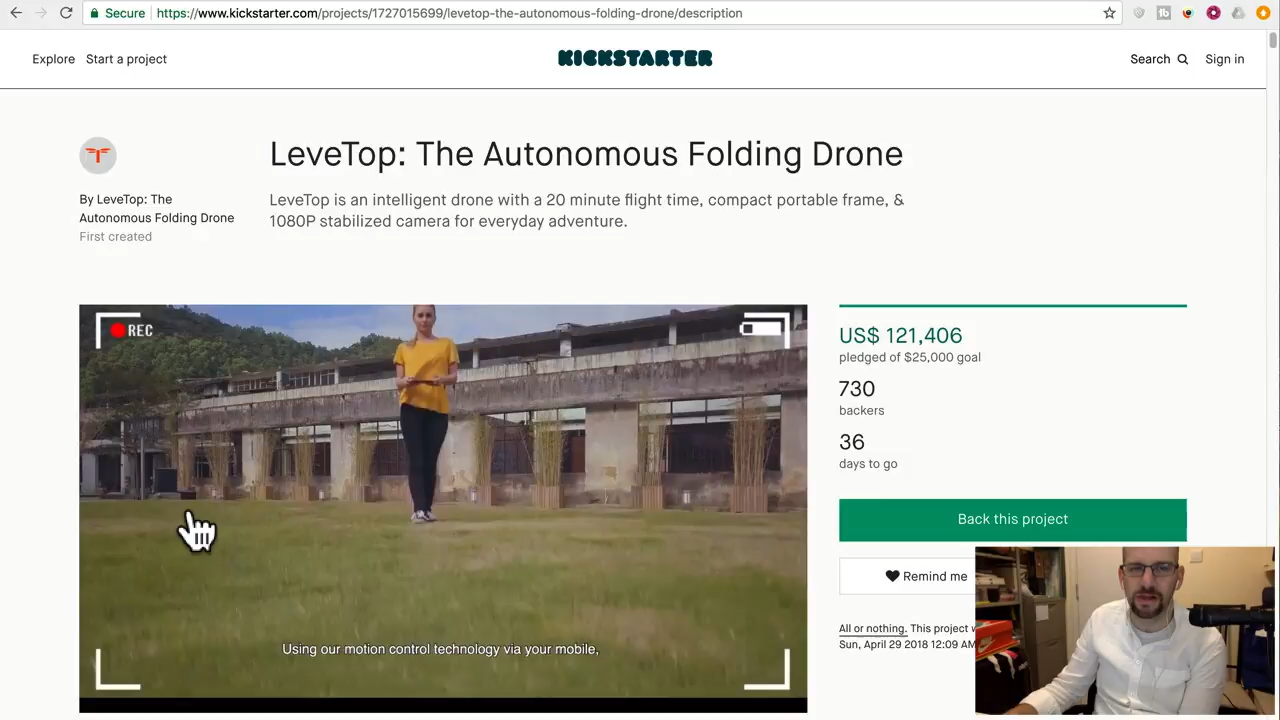 Secure https://www.kickstarter.com/projects/1727015699/levetop-the-autonomous-folding-drone/description
Explore Start a project KICKSTARTER Search Sign in
LeveTop: The Autonomous Folding Drone
LeveTop is an intelligent drone with a 20 minute flight time, compact portable frame, &
1080P stabilized camera for everyday adventure.
By LeveTop: The
Autonomous Folding Drone
First created
REC
Using our motion control technology via your mobile,
US$ 121,406
pledged of $25,000 goal
730
backers
36
days to go
Back this project
Remind me
All or nothing. This project
Sun, April 29 2018 12:09 AM